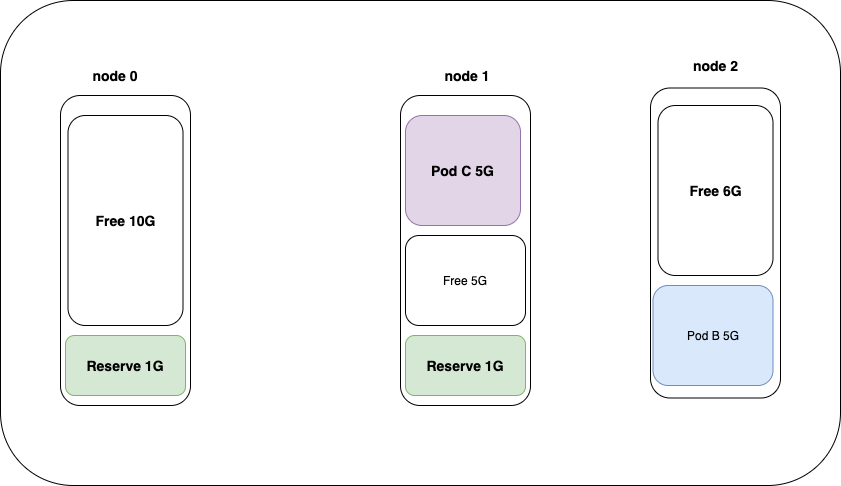 node 0
Free 10G
Reserve 1G
node 1
Pod C 5G
Free 5G
Reserve 1G
node 2
Free 6G
Pod B 5G